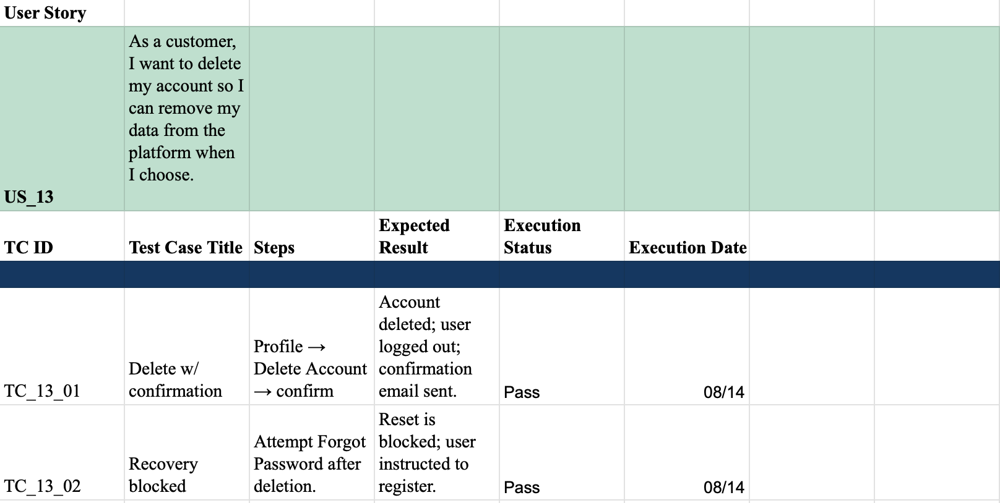 User Story
As a customer,
I want to delete
my account so I
can remove my
data from the
platform when
I choose.
US_13
TC ID
Test Case Title
Steps
Expected
Result
Execution
Status
Execution Date
TC_13_01
Delete w/
confirmation
Profile →
Delete Account
→ confirm
Account
deleted; user
logged out;
confirmation
email sent.
Pass
08/14
TC_13_02
Recovery
blocked
Attempt Forgot
Password after
deletion.
Reset is
blocked; user
instructed to
register.
Pass
08/14